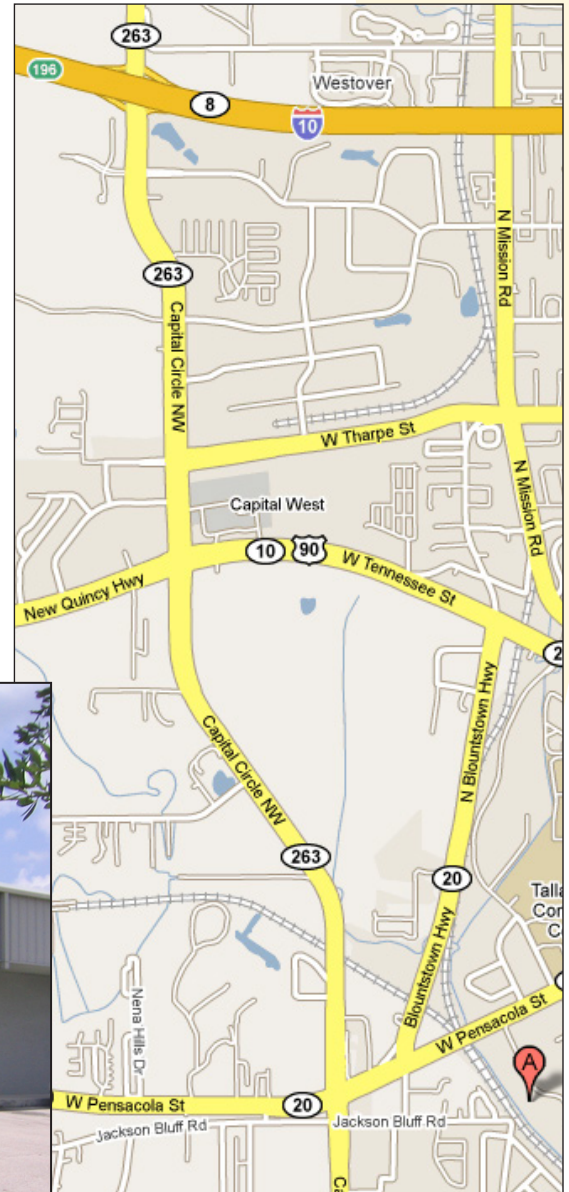 263
196
Westover
8
10
N Mission Rd
263
Capital Circle NW
W Tharpe St
N Mission Rd
Capital West
10
90
W Tennessee St
New Quincy Hwy
N Blountstown Hwy
Capital Circle NW
263
20
Blountstown Hwy
W Pensacola St
Nena Hills Dr
A
W Pensacola St
20
Jackson Bluff Rd
Jackson Bluff Rd